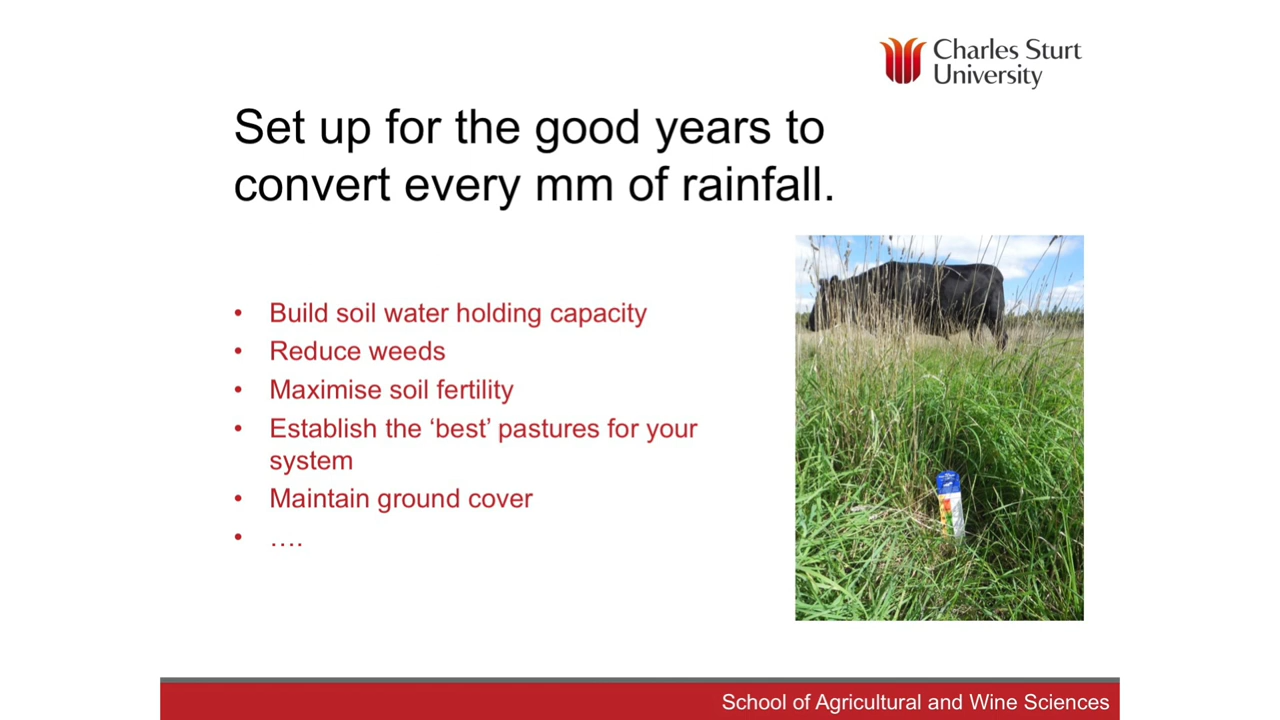 Charles Sturt
University
Set up for the good years to
convert every mm of rainfall.
• Build soil water holding capacity
• Reduce weeds
• Maximise soil fertility
• Establish the ‘best’ pastures for your
system
• Maintain ground cover
• ….
School of Agricultural and Wine Sciences